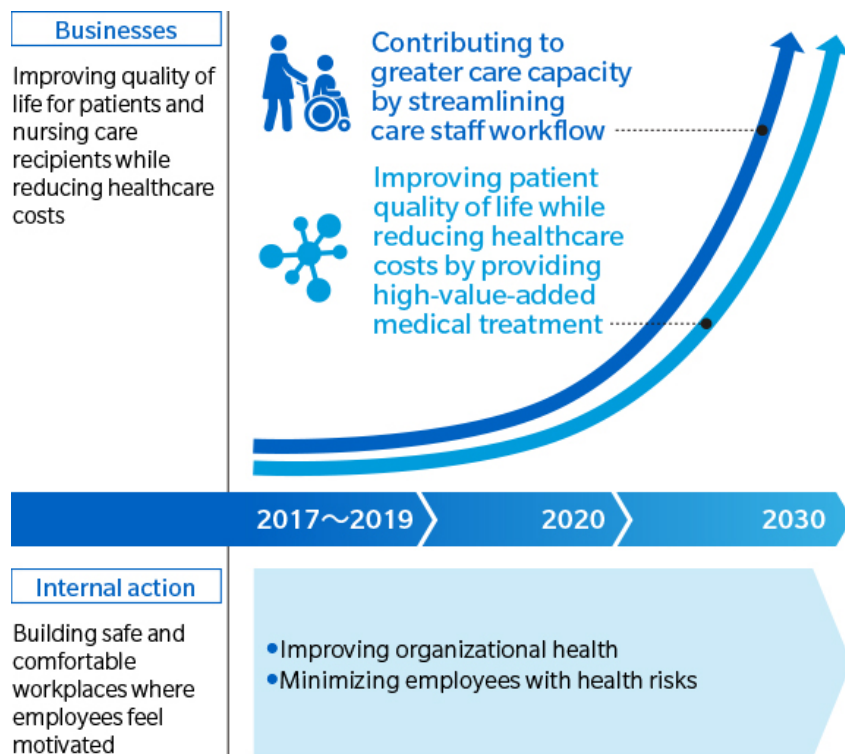 Businesses
Improving quality of
life for patients and
nursing care
recipients while
reducing healthcare
costs
Contributing to
greater care capacity
by streamlining
care staff workflow
Improving patient
quality of life while
reducing healthcare
costs by providing
high-value-added
medical treatment
2017～2019
2020
2030
Internal action
Building safe and
comfortable
workplaces where
employees feel
motivated
•Improving organizational health
•Minimizing employees with health risks